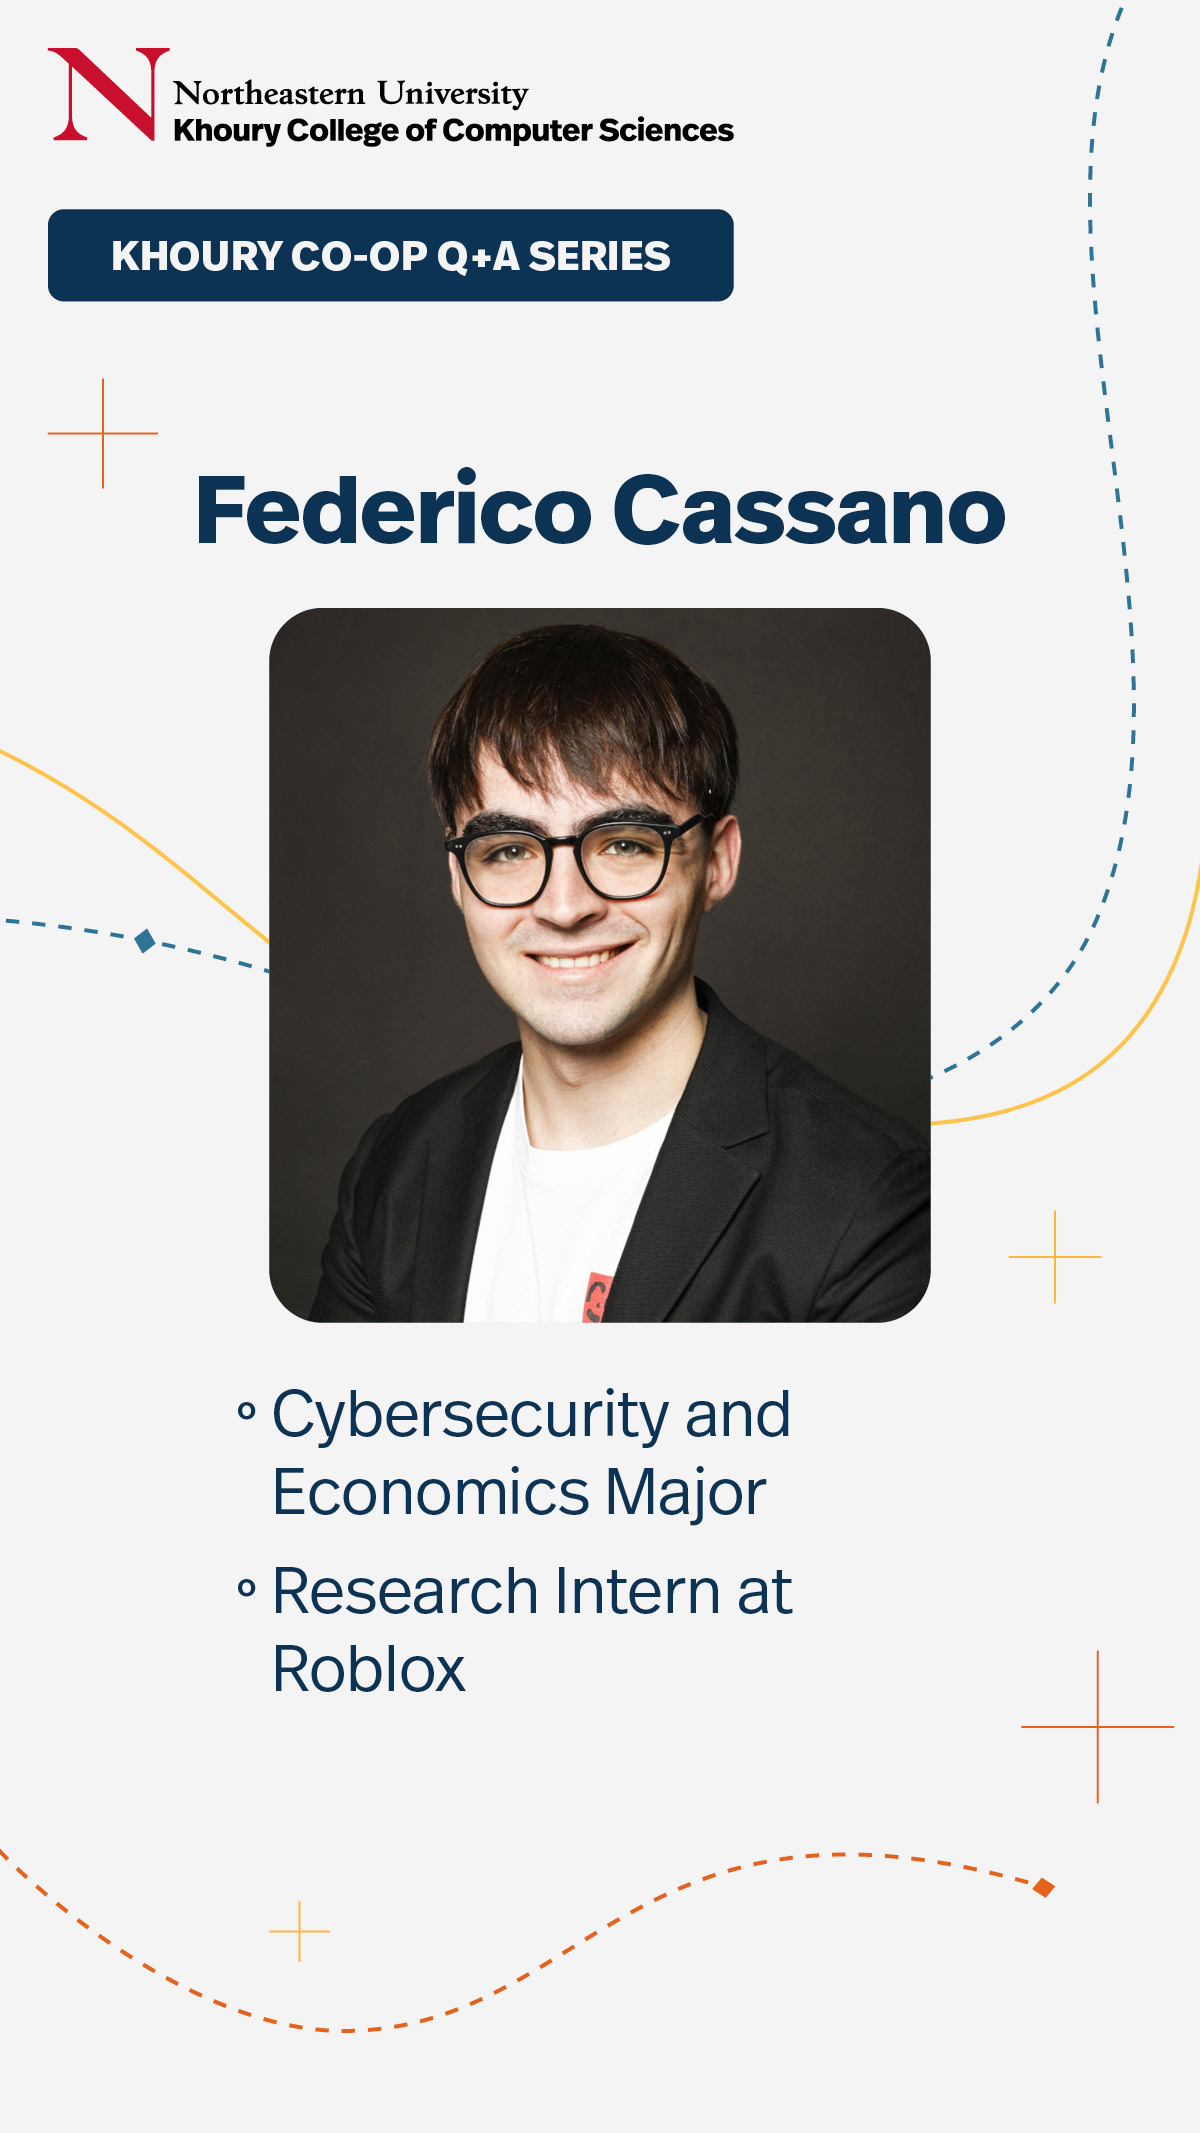 Northeastern University
Khoury College of Computer Sciences
KHOURY CO-OP Q+A SERIES
Federico Cassano
Cybersecurity and
Economics Major
Research Intern at
Roblox